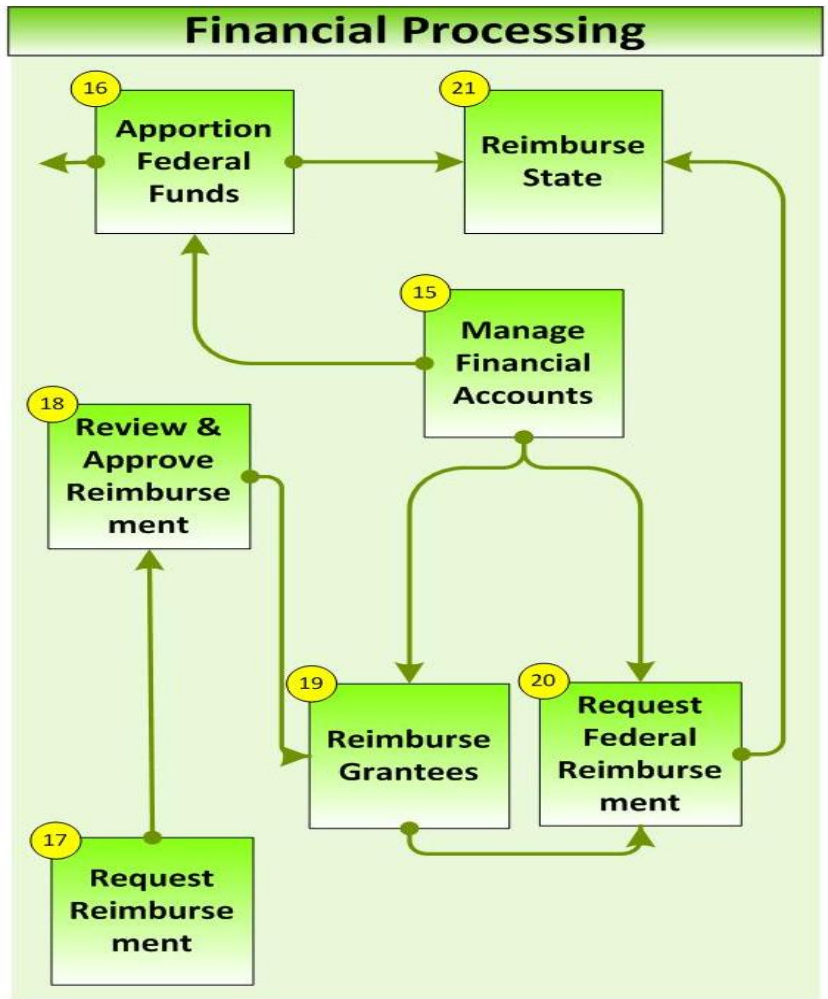 Financial Processing
16
Apportion
Federal
Funds
21
Reimburse
State
15
Manage
Financial
Accounts
18
Review &
Approve
Reimburse
ment
19
Reimburse
Grantees
20
Request
Federal
Reimburse
ment
17
Request
Reimburse
ment